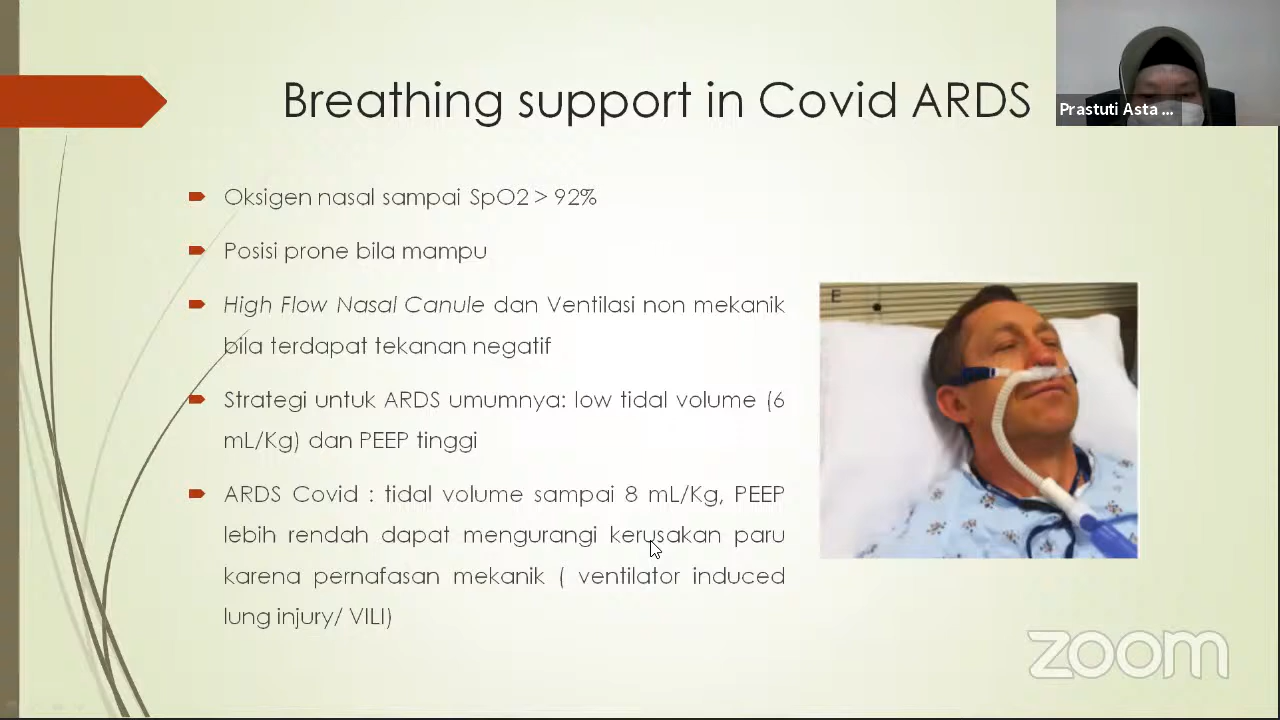 Breathing support in Covid ARDS
Prastuti Asta ...
Oksigen nasal sampai SpO2 > 92%
Posisi prone bila mampu
High Flow Nasal Canule dan Ventilasi non mekanik
bila terdapat tekanan negatif
Strategi untuk ARDS umumnya: low tidal volume (6
mL/Kg) dan PEEP tinggi
ARDS Covid : tidal volume sampai 8 mL/Kg, PEEP
lebih rendah dapat mengurangi kerusakan paru
karena pernafasan mekanik ( ventilator induced
lung injury/ VILI)
E
zoom